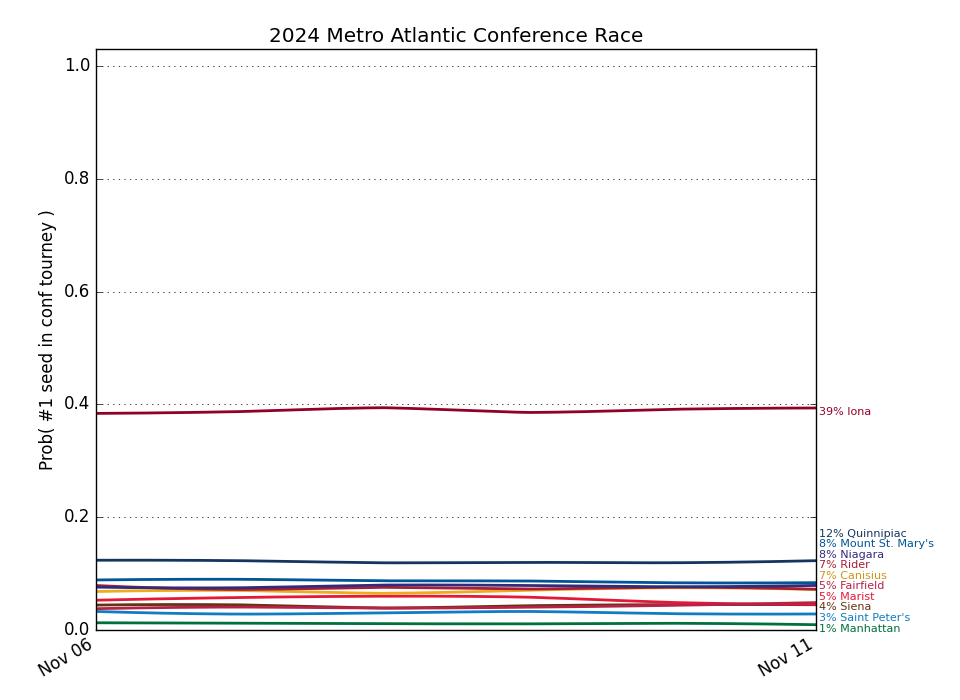 2024 Metro Atlantic Conference Race
Prob( #1 seed in conf tourney )
1.0
0.8
0.6
0.4
0.2
0.0
Nov 06
Nov 11
39% Iona
12% Quinnipiac
8% Mount St. Mary's
8% Niagara
7% Rider
7% Canisius
5% Fairfield
5% Marist
4% Siena
3% Saint Peter's
1% Manhattan